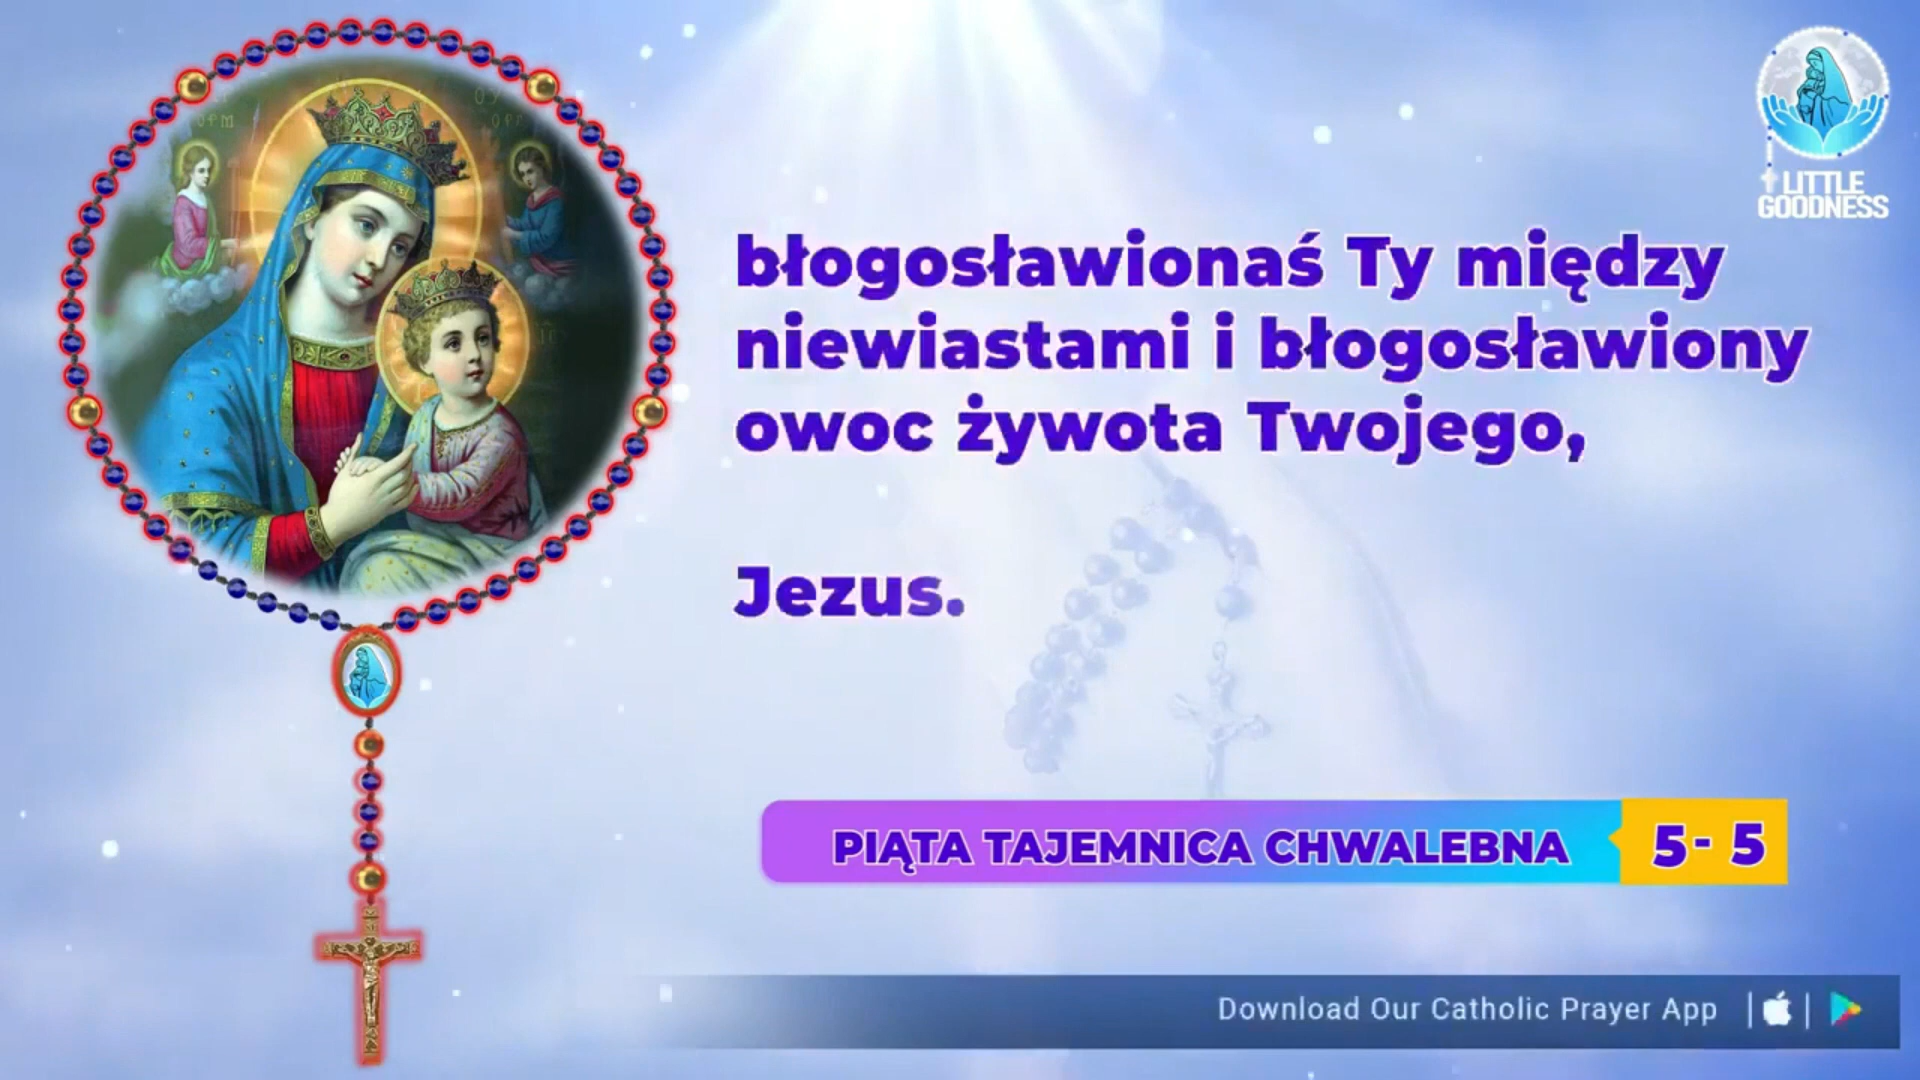 LITTLE
GOODNESS
błogosławionaś Ty między
niewiastami i błogosławiony
owoc żywota Twojego,
Jezus.
PIĄTA TAJEMNICA CHWALEBNA
5 - 5
Download Our Catholic Prayer App